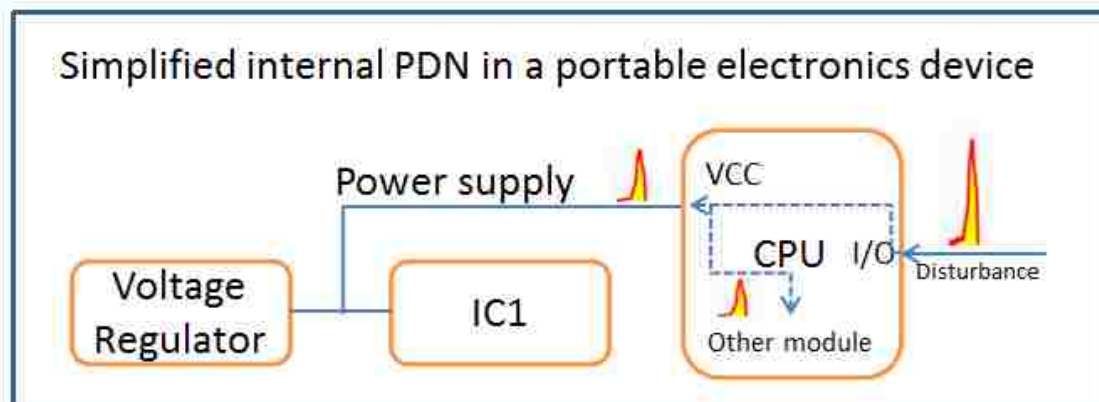 Simplified internal PDN in a portable electronics device
Power supply
VCC
CPU
I/O
Disturbance
Voltage
Regulator
IC1
Other module